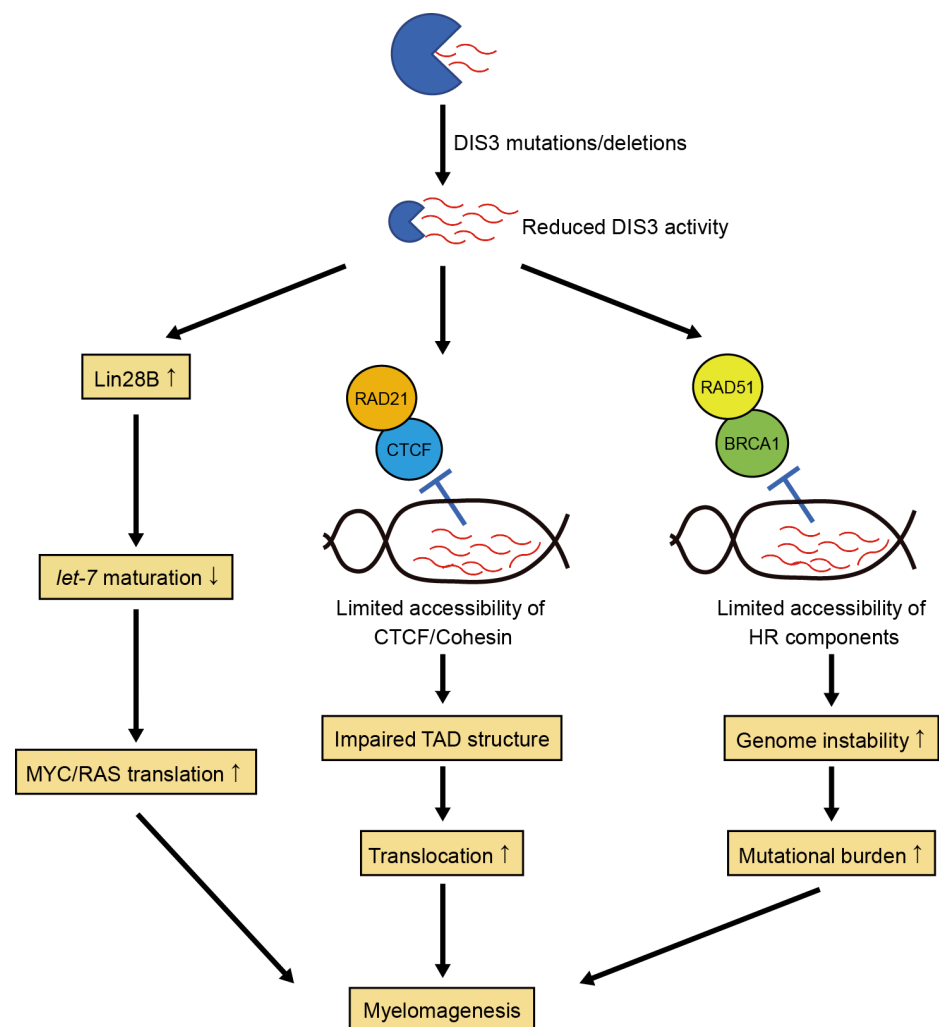 DIS3 mutations/deletions
Reduced DIS3 activity
Lin28B ↑
let-7 maturation ↓
MYC/RAS translation ↑
RAD21
CTCF
Limited accessibility of
CTCF/Cohesin
Impaired TAD structure
Translocation ↑
RAD51
BRCA1
Limited accessibility of
HR components
Genome instability ↑
Mutational burden ↑
Myelomagenesis